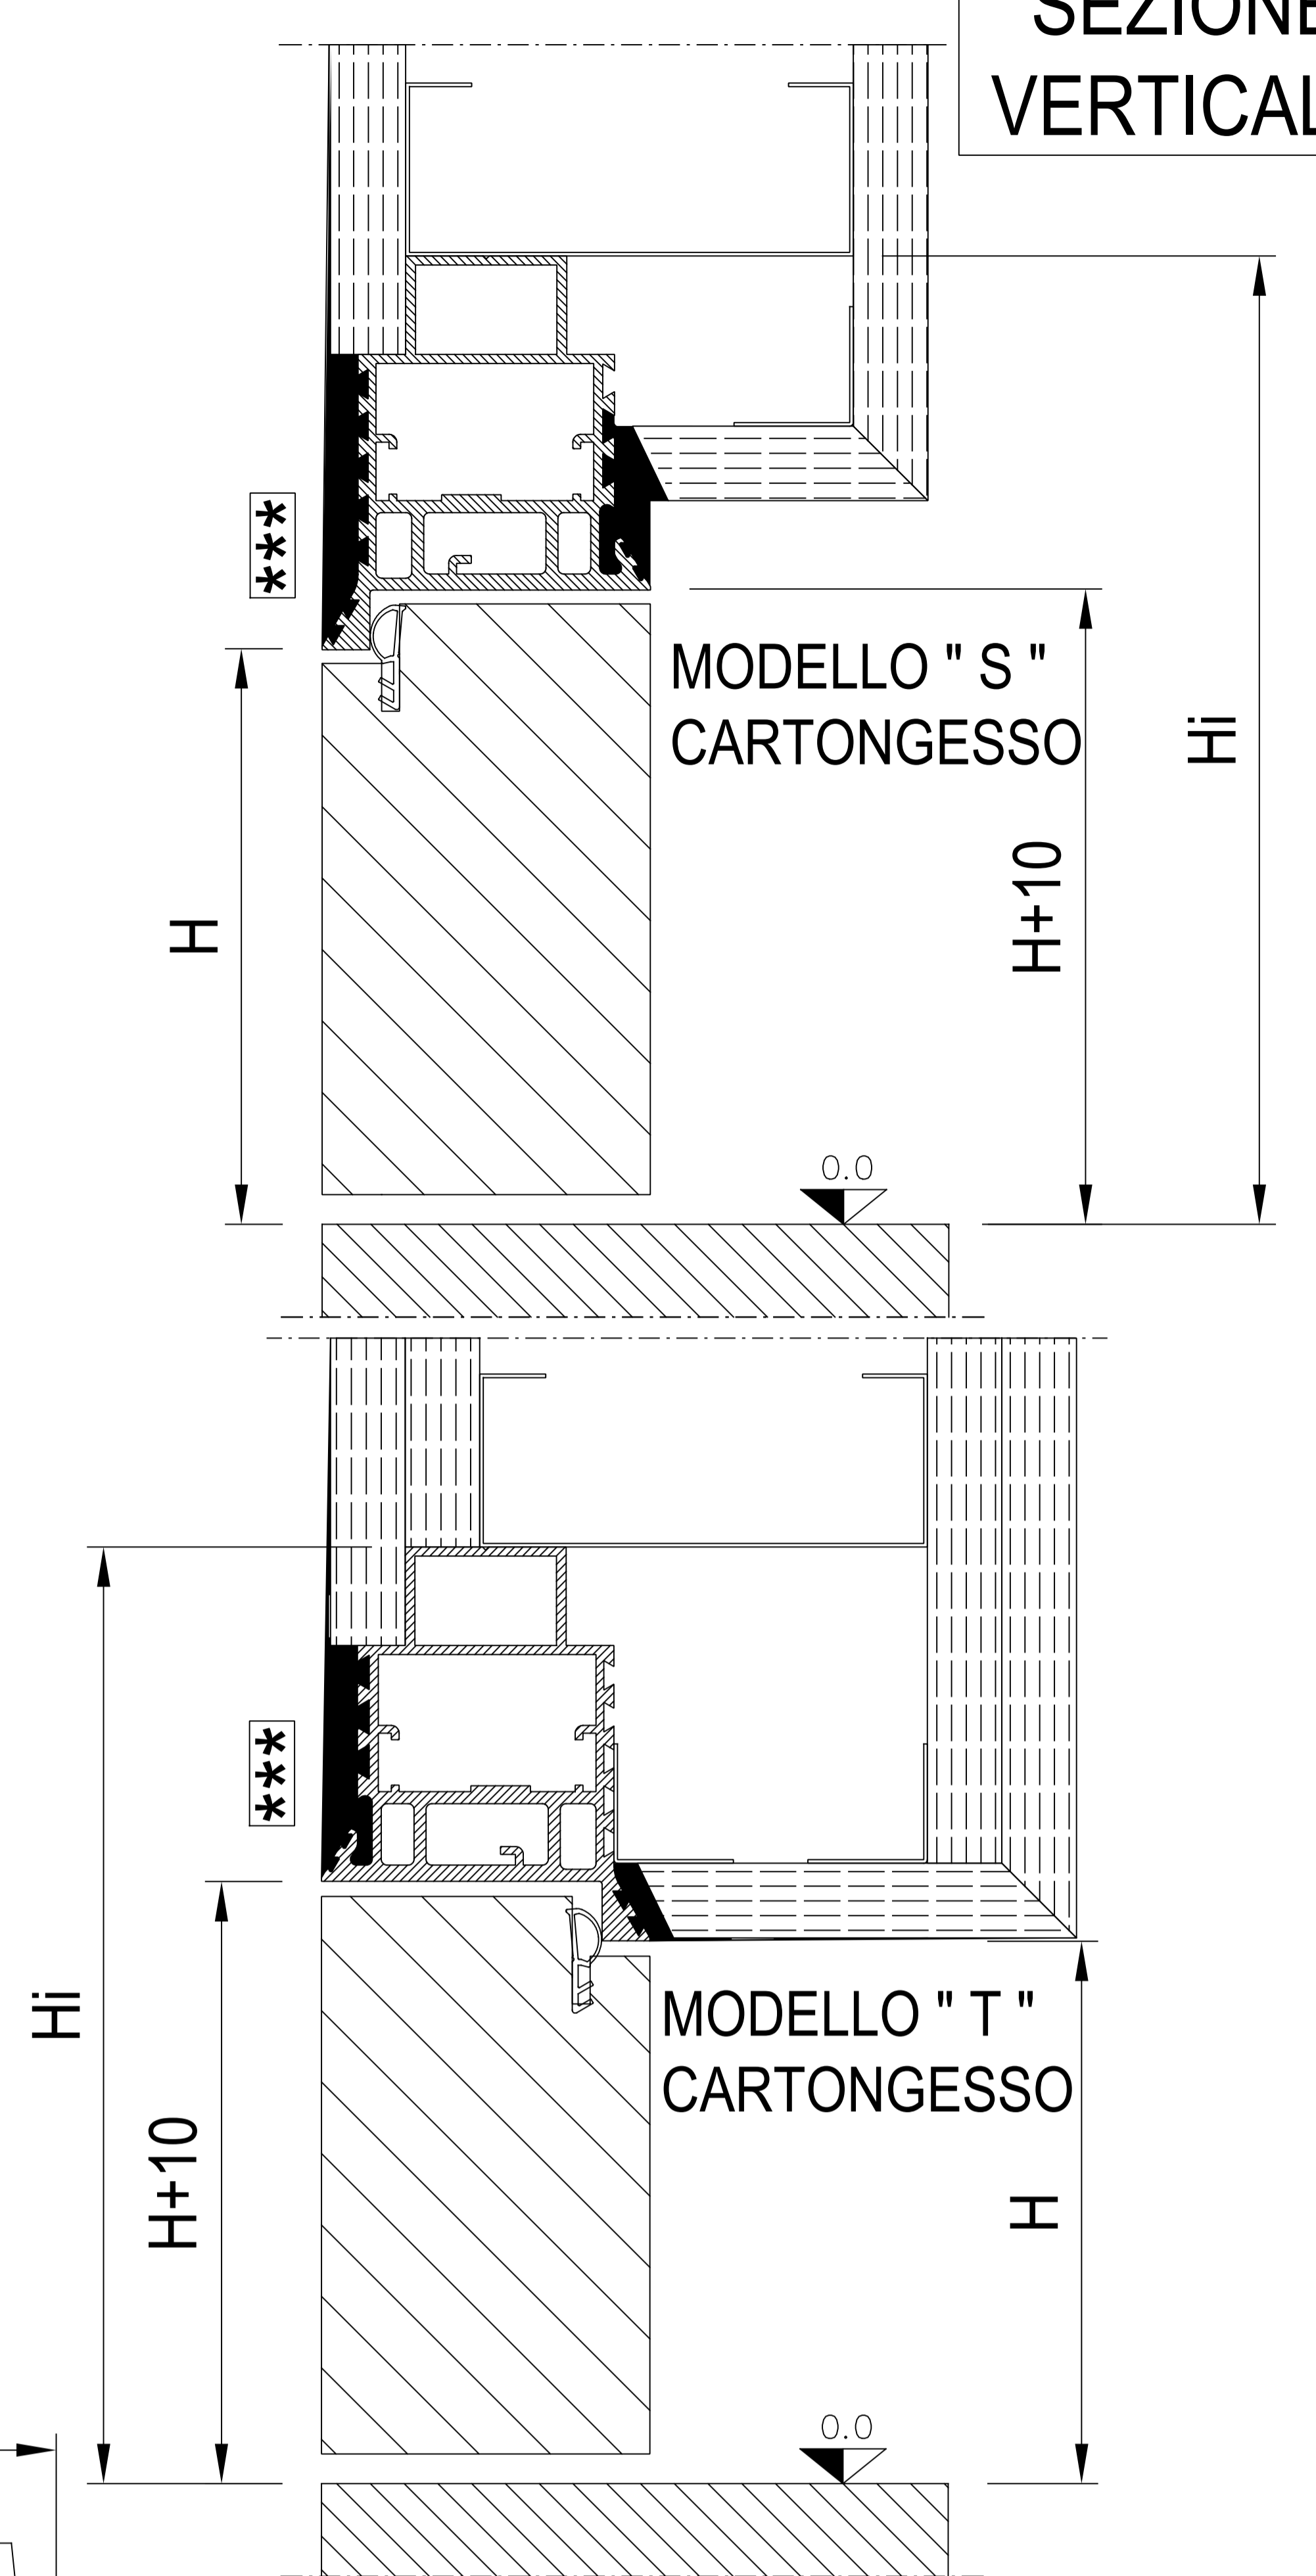 SEZIONE
VERTICAL
***
MODELLO " S "
CARTONGESSO
H
H+10
Hi
0.0
***
MODELLO " T "
CARTONGESSO
Hi
H+10
H
0.0